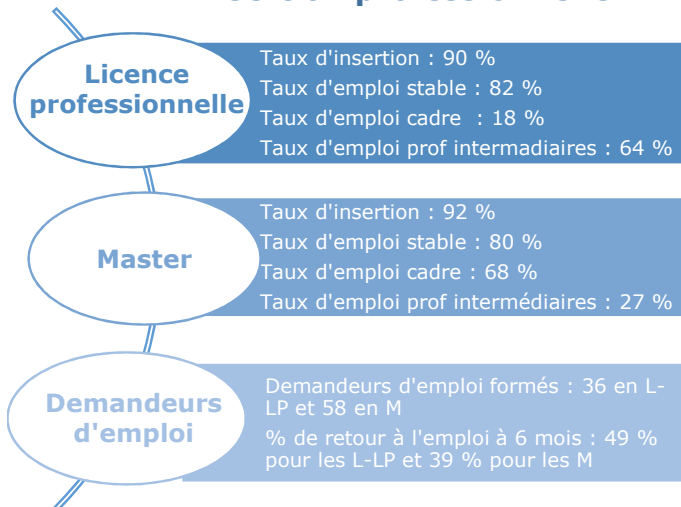 Licence
professionnelle
Taux d'insertion : 90 %
Taux d'emploi stable : 82 %
Taux d'emploi cadre : 18 %
Taux d'emploi prof intermadiaires : 64 %
Master
Taux d'insertion : 92 %
Taux d'emploi stable : 80 %
Taux d'emploi cadre : 68 %
Taux d'emploi prof intermédiaires : 27 %
Demandeurs
d'emploi
Demandeurs d'emploi formés : 36 en L-
LP et 58 en M
% de retour à l'emploi à 6 mois : 49 %
pour les L-LP et 39 % pour les M